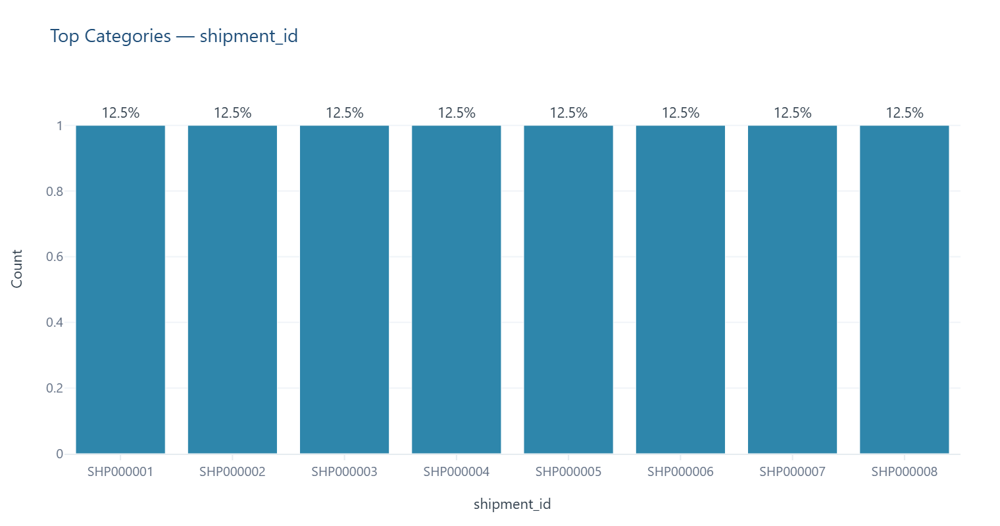 Top Categories — shipment_id
12.5% 12.5% 12.5% 12.5% 12.5% 12.5% 12.5% 12.5%
1
0.8
0.6
0.4
0.2
0
Count
SHP000001 SHP000002 SHP000003 SHP000004 SHP000005 SHP000006 SHP000007 SHP000008
shipment_id